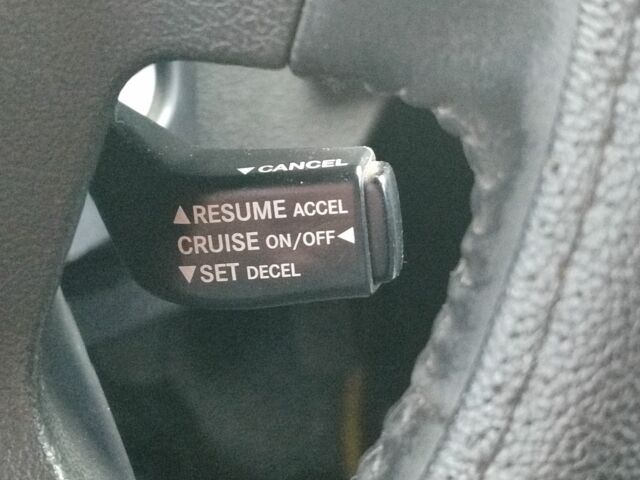 ▼CANCEL
▲RESUME ACCEL
CRUISE ON/OFF◀
▼SET DECEL